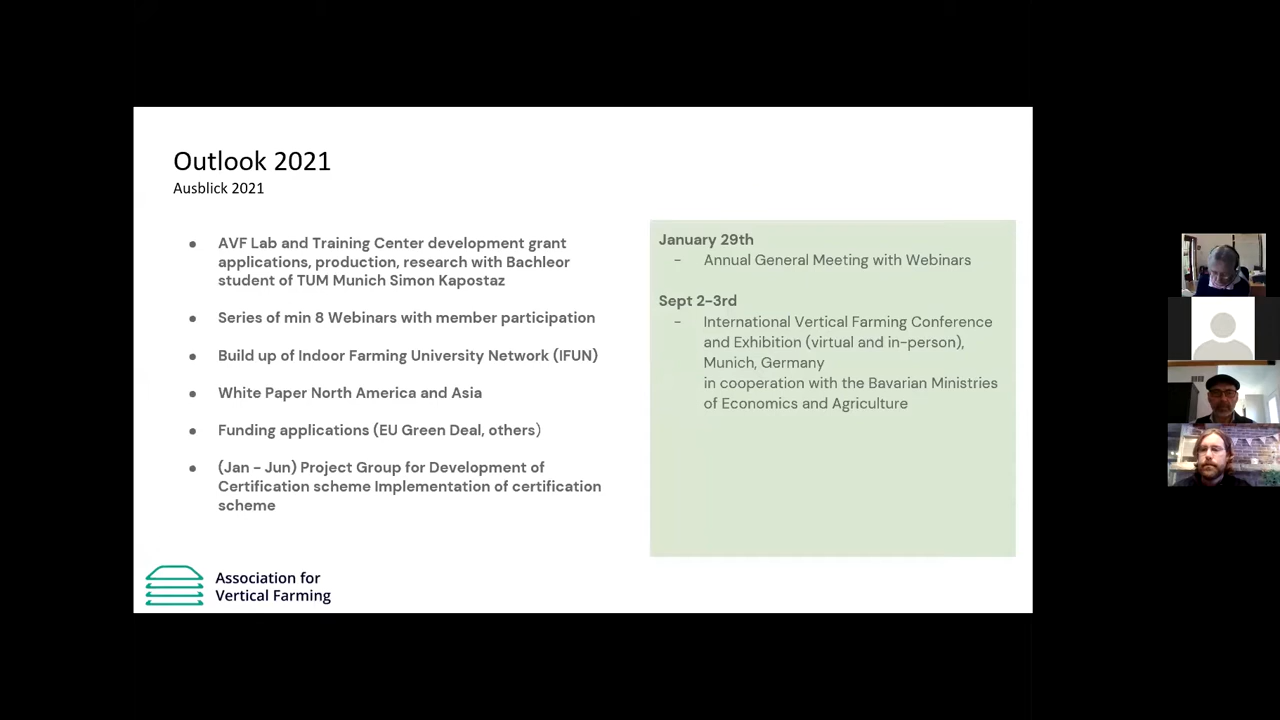 Outlook 2021
Ausblick 2021
● AVF Lab and Training Center development grant
applications, production, research with Bachleor
student of TUM Munich Simon Kapostaz
● Series of min 8 Webinars with member participation
● Build up of Indoor Farming University Network (IFUN)
● White Paper North America and Asia
● Funding applications (EU Green Deal, others)
● (Jan – Jun) Project Group for Development of
Certification scheme Implementation of certification
scheme
January 29th
- Annual General Meeting with Webinars
Sept 2-3rd
- International Vertical Farming Conference
and Exhibition (virtual and in-person),
Munich, Germany
in cooperation with the Bavarian Ministries
of Economics and Agriculture
Association for
Vertical Farming